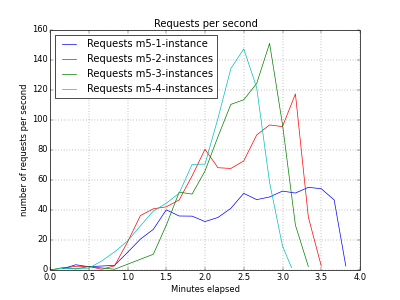 Requests per second
160
140
120
100
80
60
40
20
0
number of requests per second
Requests m5-1-instance
Requests m5-2-instances
Requests m5-3-instances
Requests m5-4-instances
0.0 0.5 1.0 1.5 2.0 2.5 3.0 3.5 4.0
Minutes elapsed